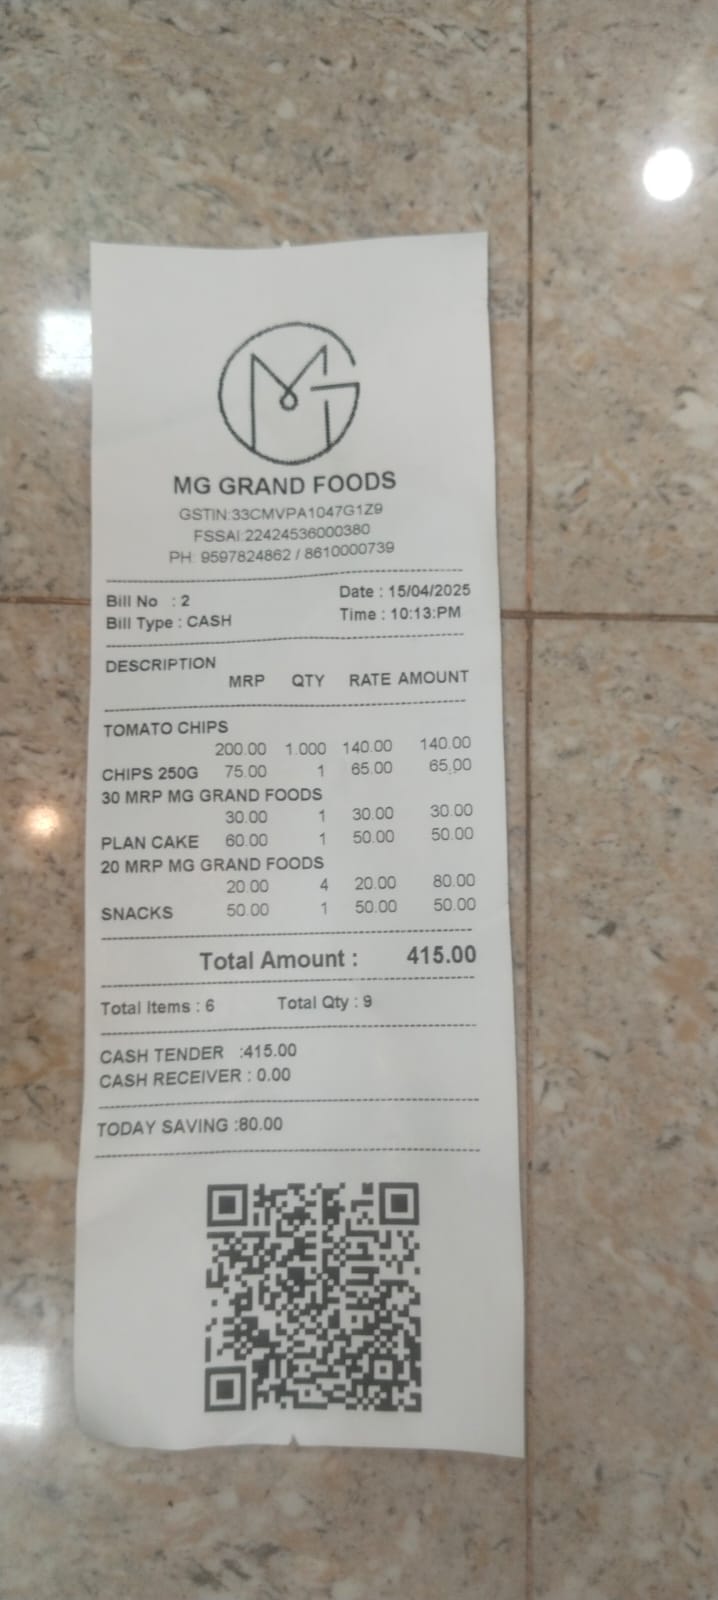 MG
MG GRAND FOODS
GSTIN:33CMVPA1047G1Z9
FSSAI:22424536000380
PH: 9597824862 / 8610000739
Bill No : 2 Date : 15/04/2025
Bill Type : CASH Time : 10:13:PM
DESCRIPTION
MRP QTY RATE AMOUNT
TOMATO CHIPS
200.00 1.000 140.00 140.00
CHIPS 250G 75.00 1 65.00 65.00
30 MRP MG GRAND FOODS
30.00 1 30.00 30.00
PLAN CAKE 60.00 1 50.00 50.00
20 MRP MG GRAND FOODS
20.00 4 20.00 80.00
SNACKS 50.00 1 50.00 50.00
Total Amount : 415.00
Total Items : 6 Total Qty : 9
CASH TENDER :415.00
CASH RECEIVER : 0.00
TODAY SAVING :80.00